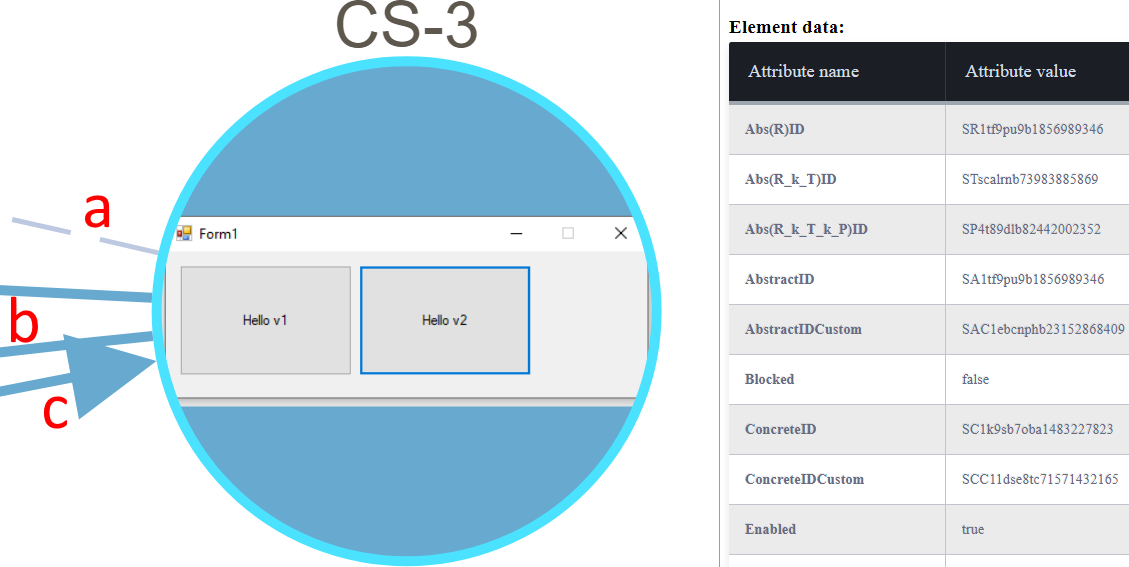 CS-3
a
b
c
Form1
Hello v1
Hello v2
Element data:
Attribute name Attribute value
Abs(R)ID SR1tf9pu9b1856989346
Abs(R_k_T)ID STscalrnb73983885869
Abs(R_k_T_k_P)ID SP4t89dlb82442002352
AbstractID SA1tf9pu9b1856989346
AbstractIDCustom SAC1ebcnphb23152868409
Blocked false
ConcreteID SC1k9sb7oba1483227823
ConcreteIDCustom SCC11dse8tc71571432165
Enabled true